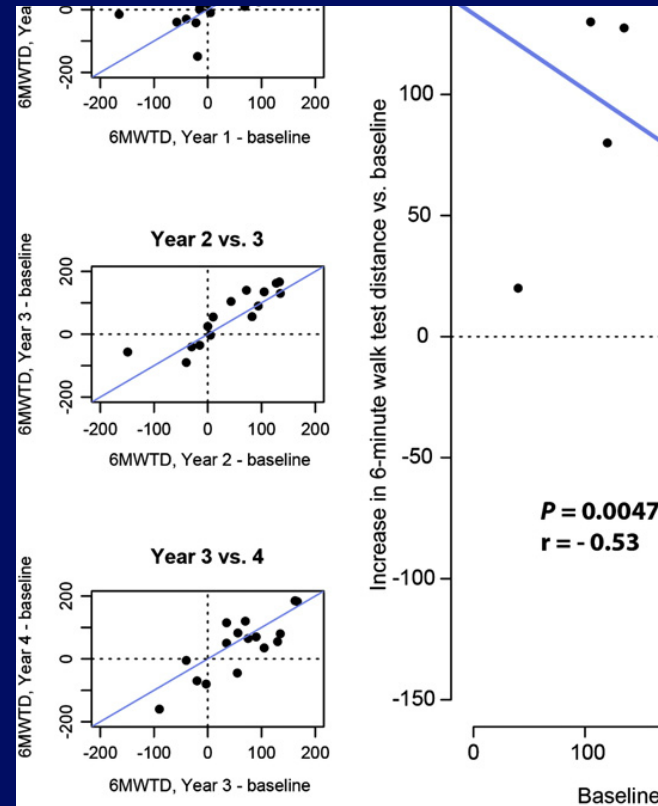 6MWTD, Yea
0
-200
-200 -100 0 100 200
6MWTD, Year 1 - baseline
Year 2 vs. 3
6MWTD, Year 3 - baseline
200
0
-200
-200 -100 0 100 200
6MWTD, Year 2 - baseline
Year 3 vs. 4
6MWTD, Year 4 - baseline
200
0
-200
-200 -100 0 100 200
6MWTD, Year 3 - baseline
Increase in 6-minute walk test distance vs. baseline
100
50
0
-50
-100
-150
P = 0.0047
r = - 0.53
0 100
Baseline